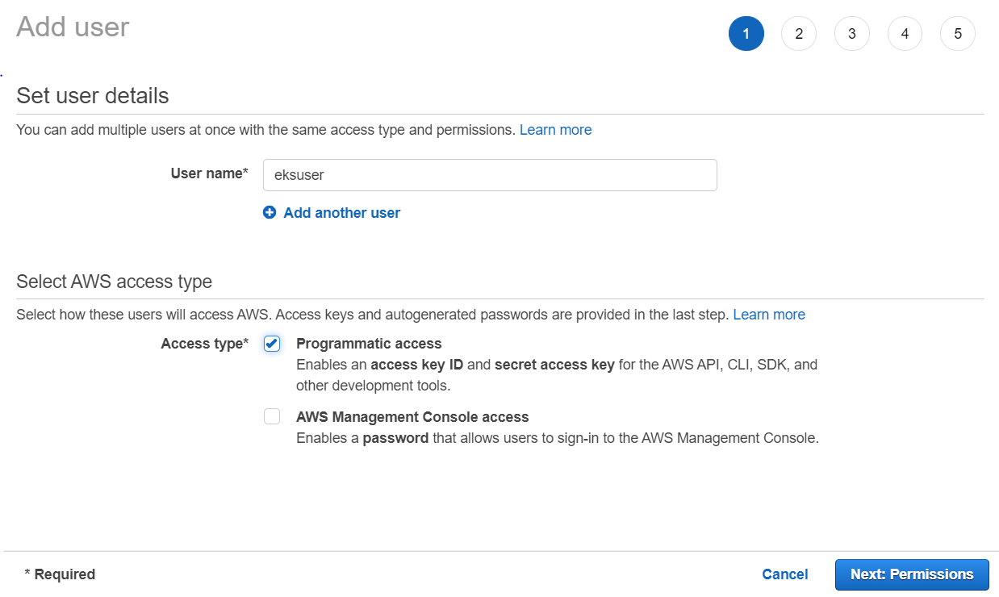 Add user
1 2 3 4 5
Set user details
You can add multiple users at once with the same access type and permissions. Learn more
User name* eksuser
Add another user
Select AWS access type
Select how these users will access AWS. Access keys and autogenerated passwords are provided in the last step. Learn more
Access type* Programmatic access
Enables an access key ID and secret access key for the AWS API, CLI, SDK, and
other development tools.
AWS Management Console access
Enables a password that allows users to sign-in to the AWS Management Console.
* Required Cancel Next: Permissions